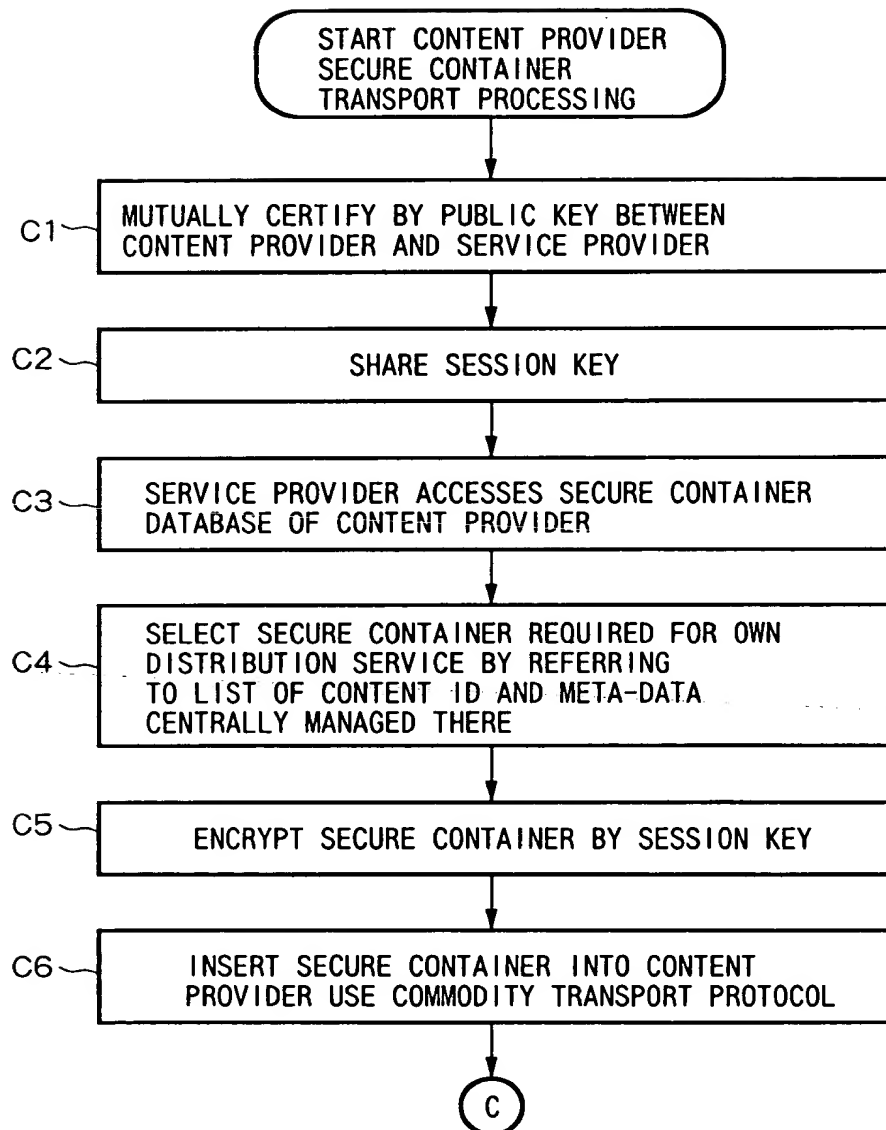 START CONTENT PROVIDER
SECURE CONTAINER
TRANSPORT PROCESSING
C1
MUTUALLY CERTIFY BY PUBLIC KEY BETWEEN
CONTENT PROVIDER AND SERVICE PROVIDER
C2
SHARE SESSION KEY
C3
SERVICE PROVIDER ACCESSES SECURE CONTAINER
DATABASE OF CONTENT PROVIDER
C4
SELECT SECURE CONTAINER REQUIRED FOR OWN
DISTRIBUTION SERVICE BY REFERRING
TO LIST OF CONTENT ID AND META-DATA
CENTRALLY MANAGED THERE
C5
ENCRYPT SECURE CONTAINER BY SESSION KEY
C6
INSERT SECURE CONTAINER INTO CONTENT
PROVIDER USE COMMODITY TRANSPORT PROTOCOL
C